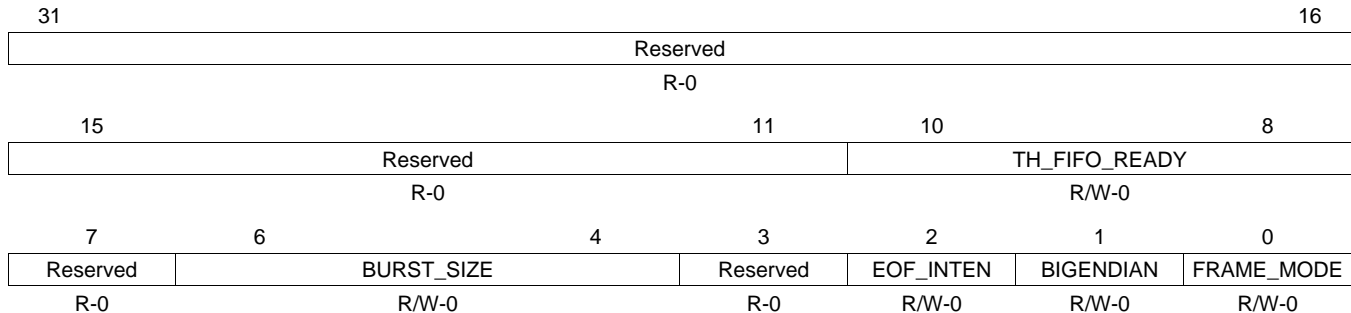 31 16
Reserved
R-0
15 11 10 8
Reserved TH_FIFO_READY
R-0 R/W-0
7 6 4 3 2 1 0
Reserved BURST_SIZE Reserved EOF_INTEN BIGENDIAN FRAME_MODE
R-0 R/W-0 R-0 R/W-0 R/W-0 R/W-0